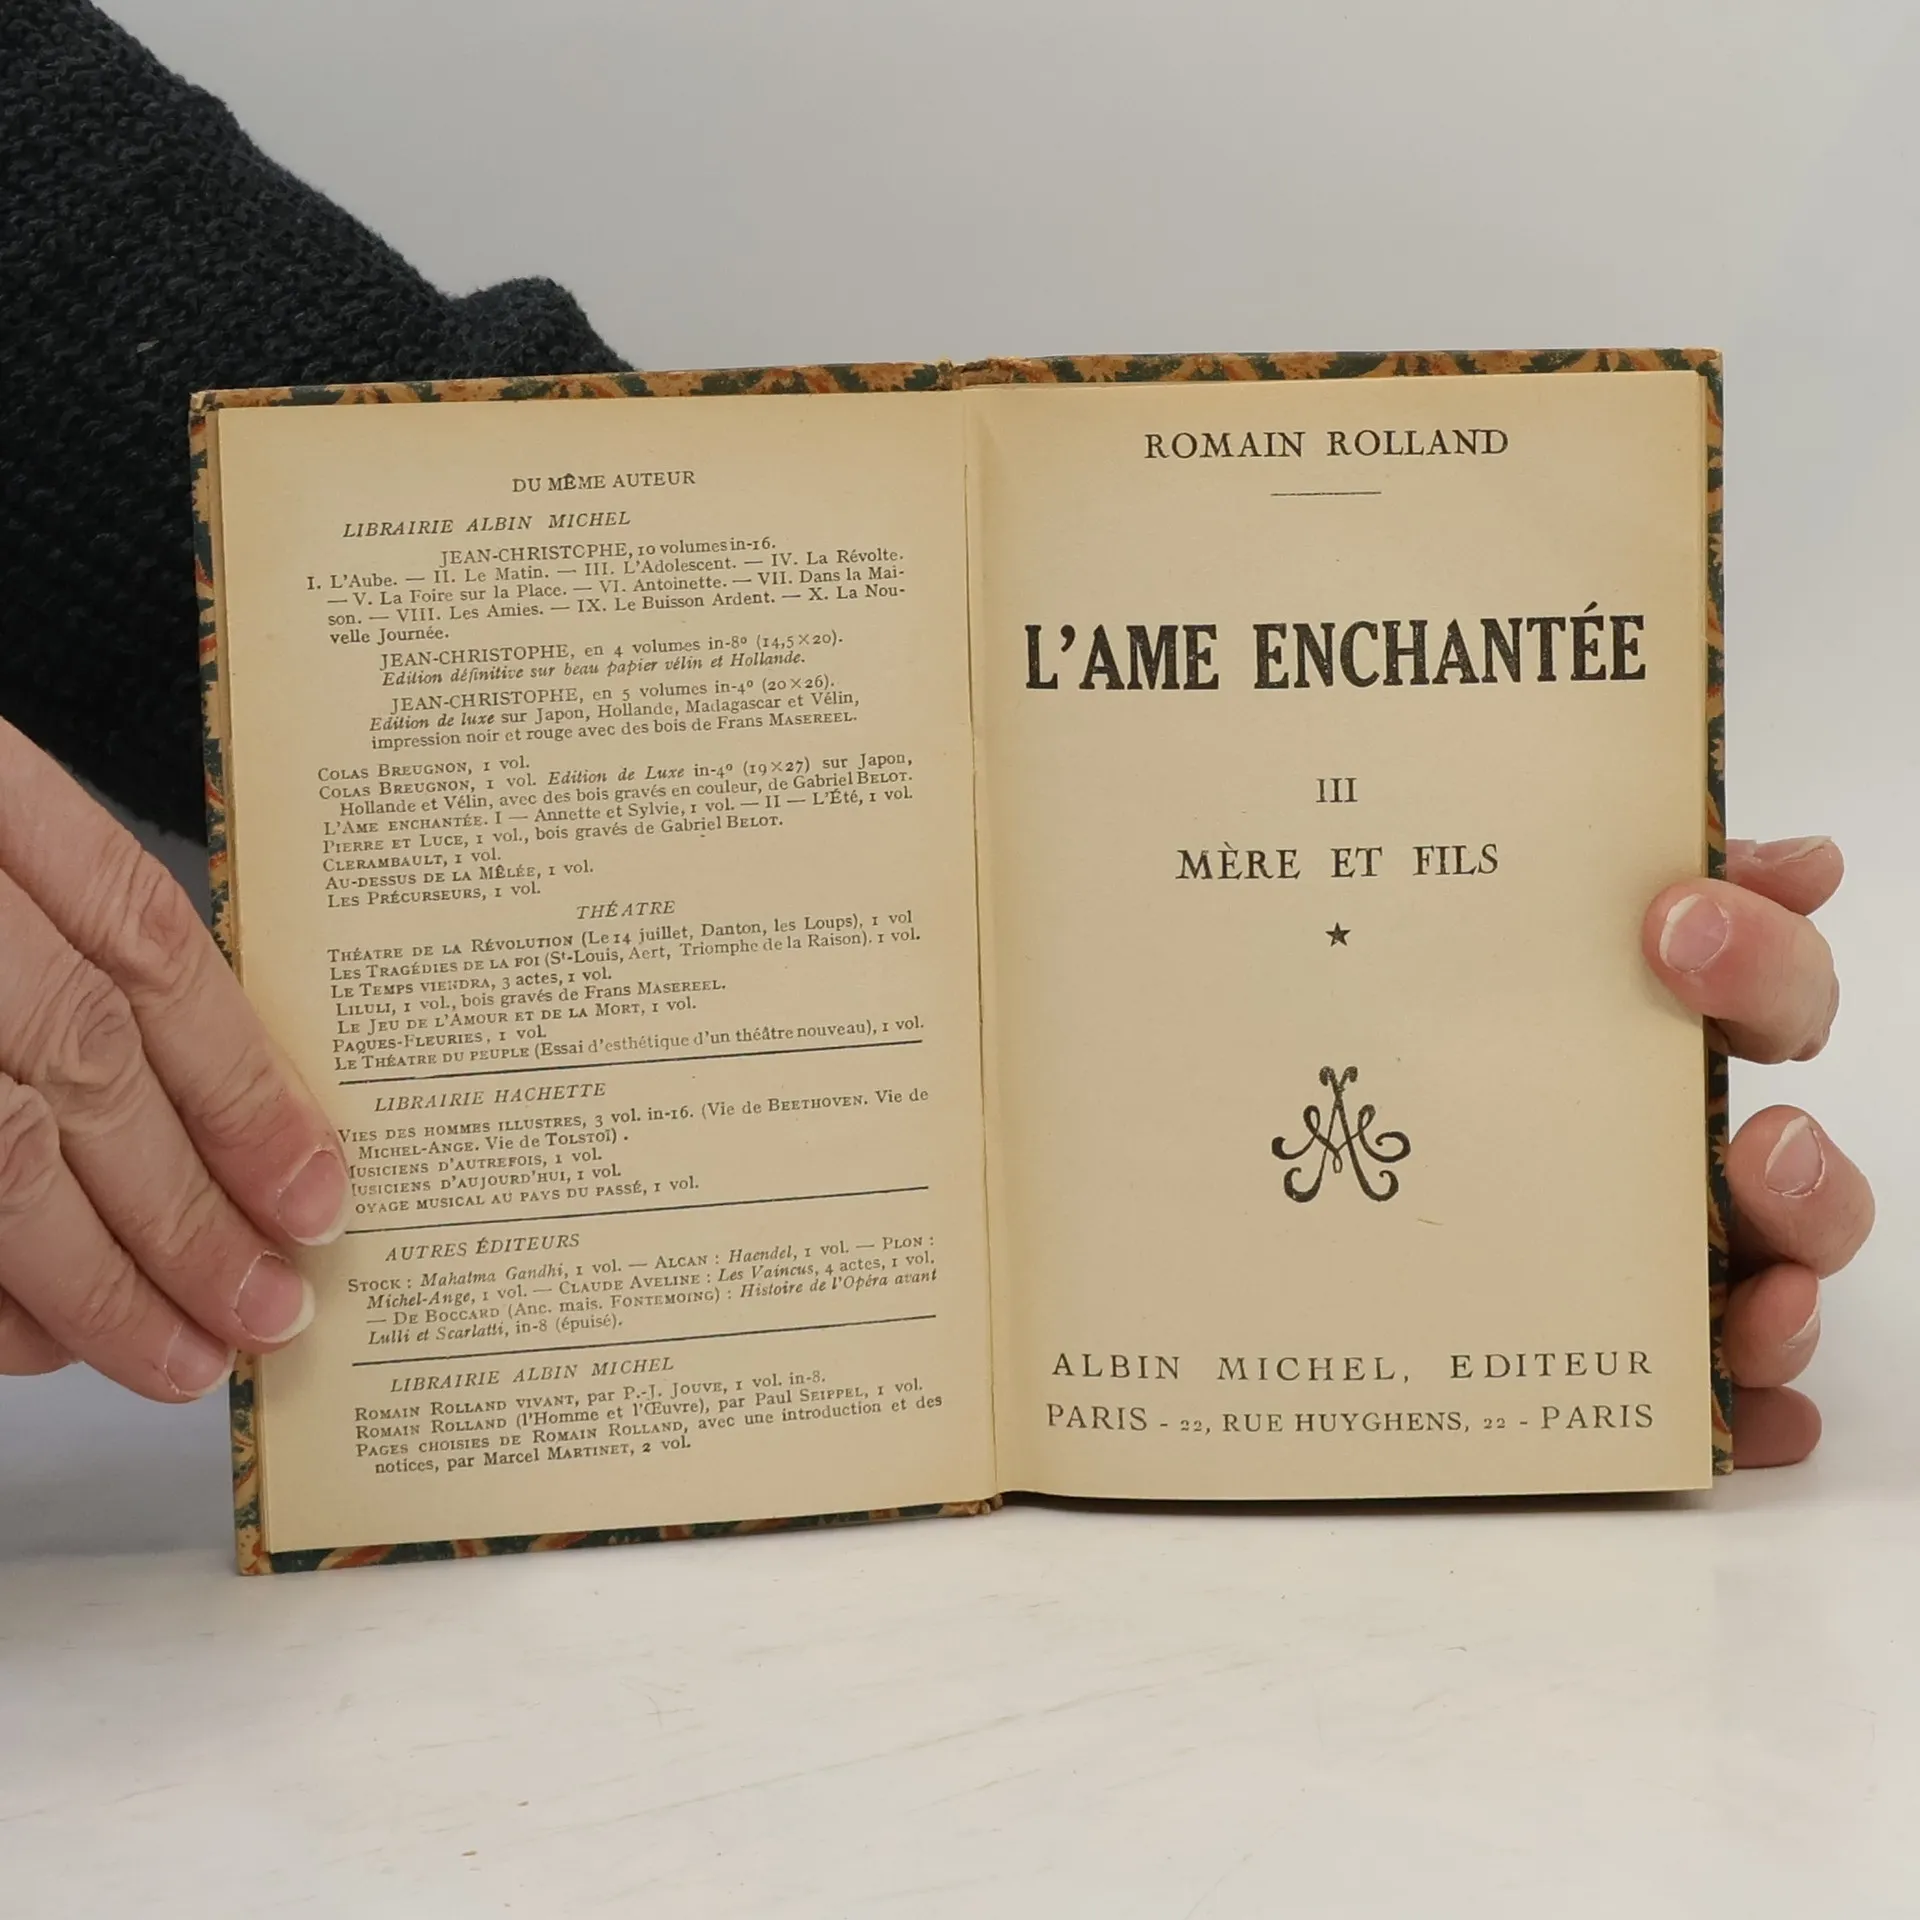 DU MÊME AUTEUR
LIBRAIRIE ALBIN MICHEL
JEAN-CHRISTOPHE, 10 volumes in-16.
I. L'Aube. — II. Le Matin. — III. L'Adolescent. — IV. La Révolte.
— V. La Foire sur la Place. — VI. Antoinette. — VII. Dans la Mai-
son. — VIII. Les Amies. — IX. Le Buisson Ardent. — X. La Nou-
velle Journée.
JEAN-CHRISTOPHE, en 4 volumes in-8º (14,5×20).
Edition définitive sur beau papier vélin et Hollande.
JEAN-CHRISTOPHE, en 5 volumes in-4º (20×26).
Edition de luxe sur Japon, Hollande, Madagascar et Vélin,
impression noir et rouge avec des bois de Frans MASEREEL.
COLAS BREUGNON, 1 vol.
COLAS BREUGNON, 1 vol. Edition de Luxe in-4º (19×27) sur Japon,
Hollande et Vélin, avec des bois gravés en couleur, de Gabriel BELOT.
L'AME ENCHANTÉE. I — Annette et Sylvie, 1 vol. — II — L'Été, 1 vol.
PIERRE ET LUCE, 1 vol., bois gravés de Gabriel BELOT.
CLERAMBAULT, 1 vol.
AU-DESSUS DE LA MÊLÉE, 1 vol.
LES PRÉCURSEURS, 1 vol.
THÉATRE
THÉATRE DE LA RÉVOLUTION (Le 14 juillet, Danton, les Loups), 1 vol
LES TRAGÉDIES DE LA FOI (St-Louis, Aert, Triomphe de la Raison). 1 vol.
LE TEMPS VIENDRA, 3 actes, 1 vol.
LILULI, 1 vol., bois gravés de Frans MASEREEL.
LE JEU DE L'AMOUR ET DE LA MORT, 1 vol.
PAQUES-FLEURIES, 1 vol.
LE THÉATRE DU PEUPLE (Essai d'esthétique d'un théâtre nouveau), 1 vol.
LIBRAIRIE HACHETTE
VIES DES HOMMES ILLUSTRES, 3 vol. in-16. (Vie de BEETHOVEN. Vie de
MICHEL-ANGE. Vie de TOLSTOÏ).
USICIENS D'AUTREFOIS, 1 vol.
USICIENS D'AUJOURD'HUI, 1 vol.
OYAGE MUSICAL AU PAYS DU PASSÉ, 1 vol.
AUTRES ÉDITEURS
STOCK : Mahatma Gandhi, 1 vol. — ALCAN : Haendel, 1 vol. — PLON :
Michel-Ange, 1 vol. — CLAUDE AVELINE : Les Vaincus, 4 actes, 1 vol.
— DE BOCCARD (Anc. mais. FONTEMOING) : Histoire de l'Opéra avant
Lulli et Scarlatti, in-8 (épuisé).
LIBRAIRIE ALBIN MICHEL
ROMAIN ROLLAND VIVANT, par P.-J. JOUVE, 1 vol. in-8.
ROMAIN ROLLAND (l'Homme et l'Œuvre), par Paul SEIPPEL, 1 vol.
PAGES CHOISIES DE ROMAIN ROLLAND, avec une introduction et des
notices, par Marcel MARTINET, 2 vol.
ROMAIN ROLLAND
L'AME ENCHANTÉE
III
MÈRE ET FILS
★
ALBIN MICHEL, EDITEUR
PARIS - 22, RUE HUYGHENS, 22 - PARIS